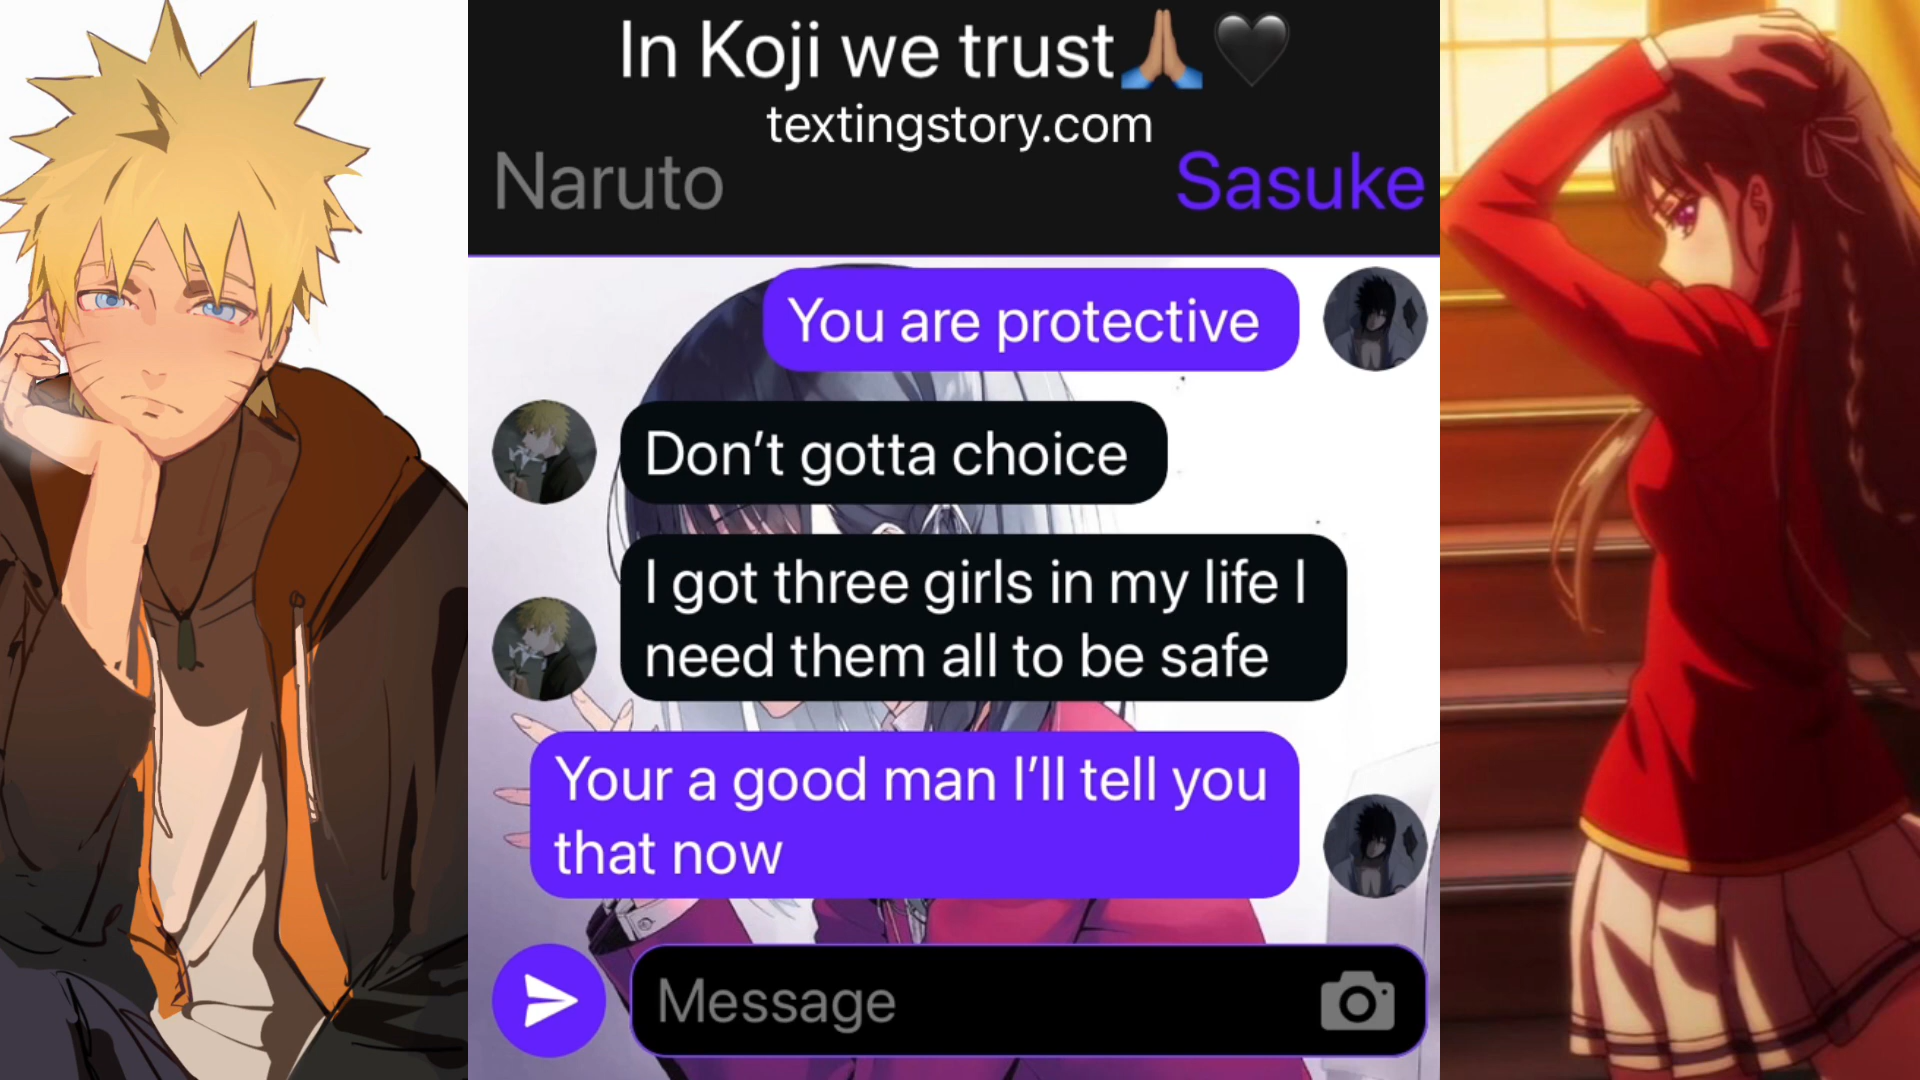 In Koji we trust🙏🏽🖤
textingstory.com
Naruto
Sasuke
You are protective
Don’t gotta choice
I got three girls in my life I
need them all to be safe
Your a good man I’ll tell you
that now
Message